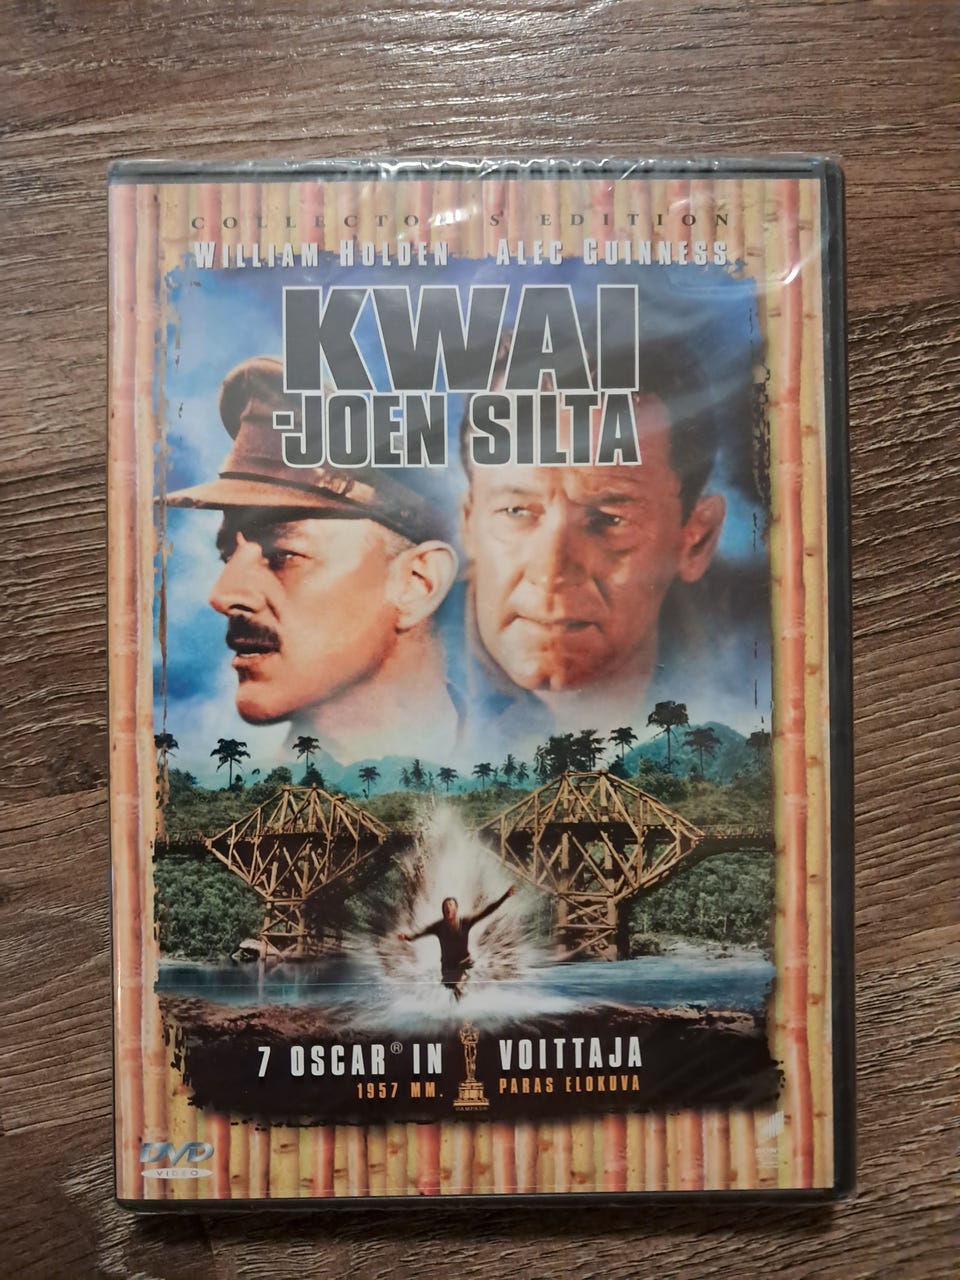 COLLECTOR'S EDITION
WILLIAM HOLDEN ALEC GUINNESS
KWAI
-JOEN SILTA
7 OSCAR® IN VOITTAJA
1957 MM. PARAS ELOKUVA
DVD
VIDEO